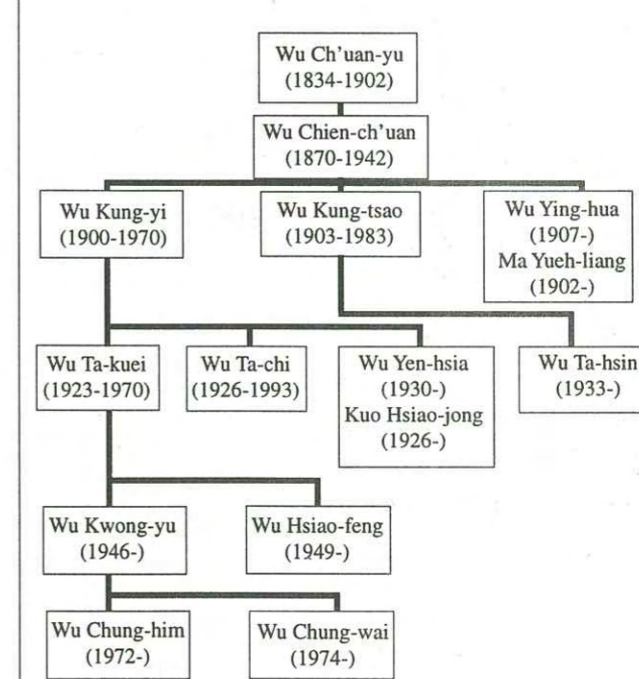 Wu Ch'uan-yu
(1834-1902)
Wu Chien-ch'uan
(1870-1942)
Wu Kung-yi
(1900-1970)
Wu Kung-tsao
(1903-1983)
Wu Ying-hua
(1907-)
Ma Yueh-liang
(1902-)
Wu Ta-kuei
(1923-1970)
Wu Ta-chi
(1926-1993)
Wu Yen-hsia
(1930-)
Kuo Hsiao-jong
(1926-)
Wu Ta-hsin
(1933-)
Wu Kwong-yu
(1946-)
Wu Hsiao-feng
(1949-)
Wu Chung-him
(1972-)
Wu Chung-wai
(1974-)